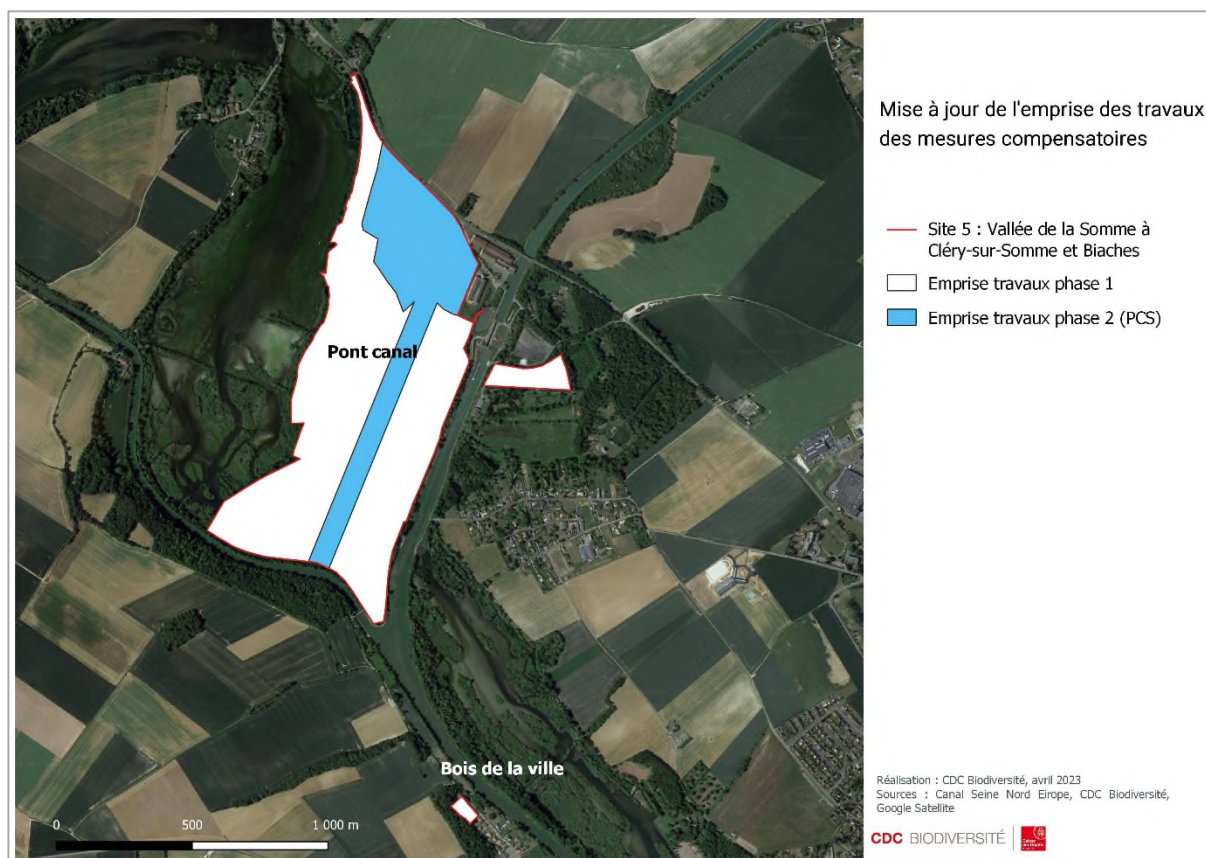 Mise à jour de l'emprise des travaux
des mesures compensatoires
Site 5 : Vallée de la Somme à
Cléry-sur-Somme et Biaches
Emprise travaux phase 1
Emprise travaux phase 2 (PCS)
Pont canal
Bois de la ville
0 500 1 000 m
Réalisation : CDC Biodiversité, avril 2023
Sources : Canal Seine Nord Eirope, CDC Biodiversité,
Google Satellite
CDC BIODIVERSITÉ